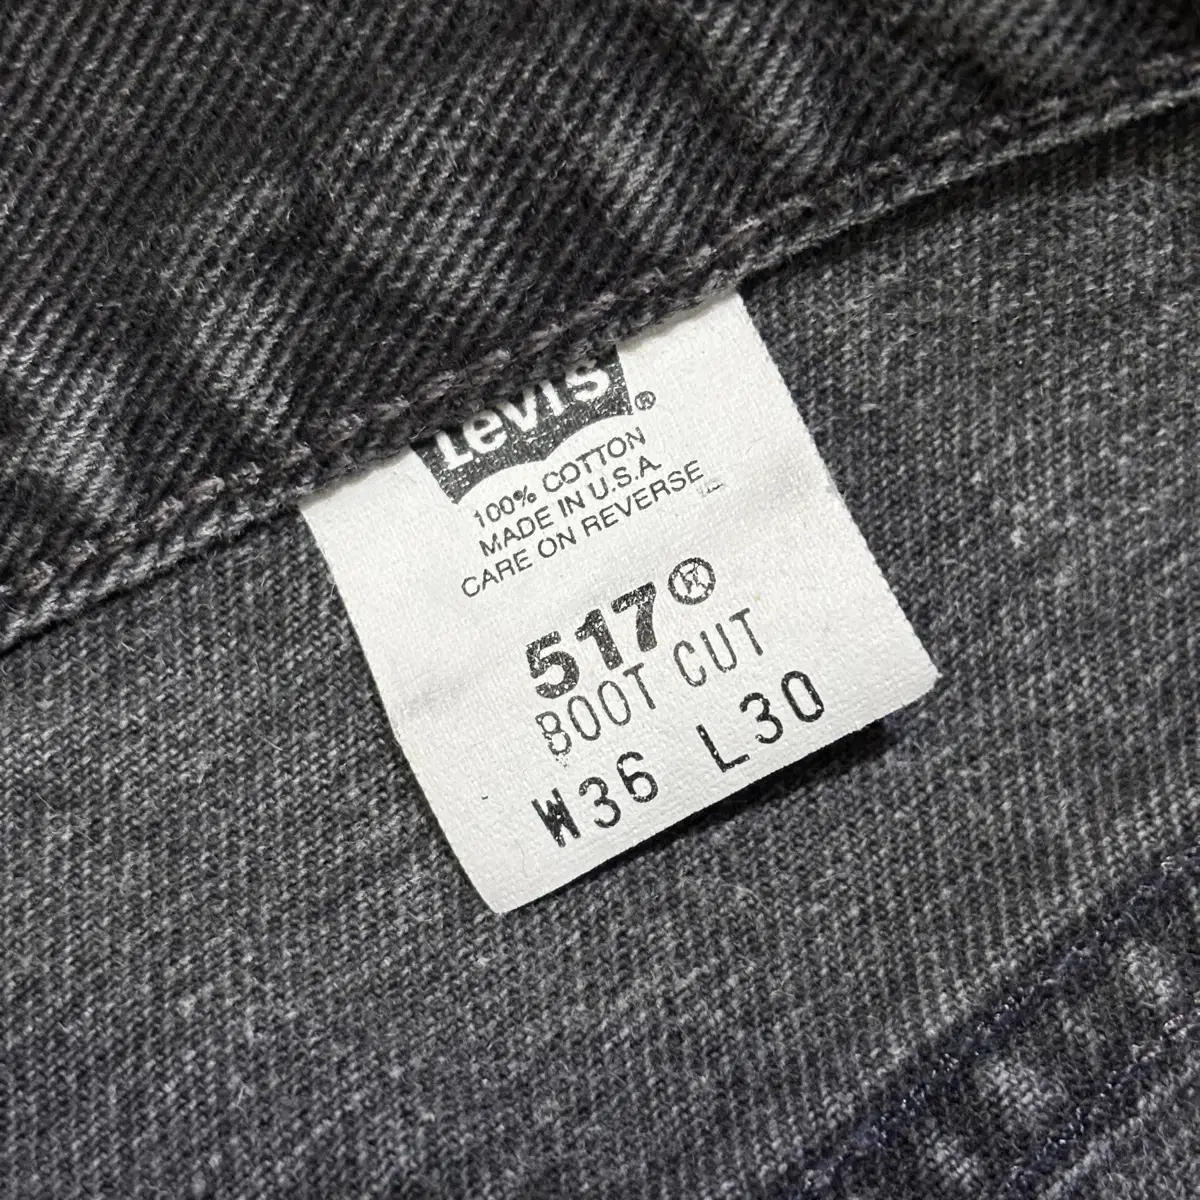 Levi's ®
100% COTTON
MADE IN U.S.A.
CARE ON REVERSE
517®
BOOT CUT
W36 L30